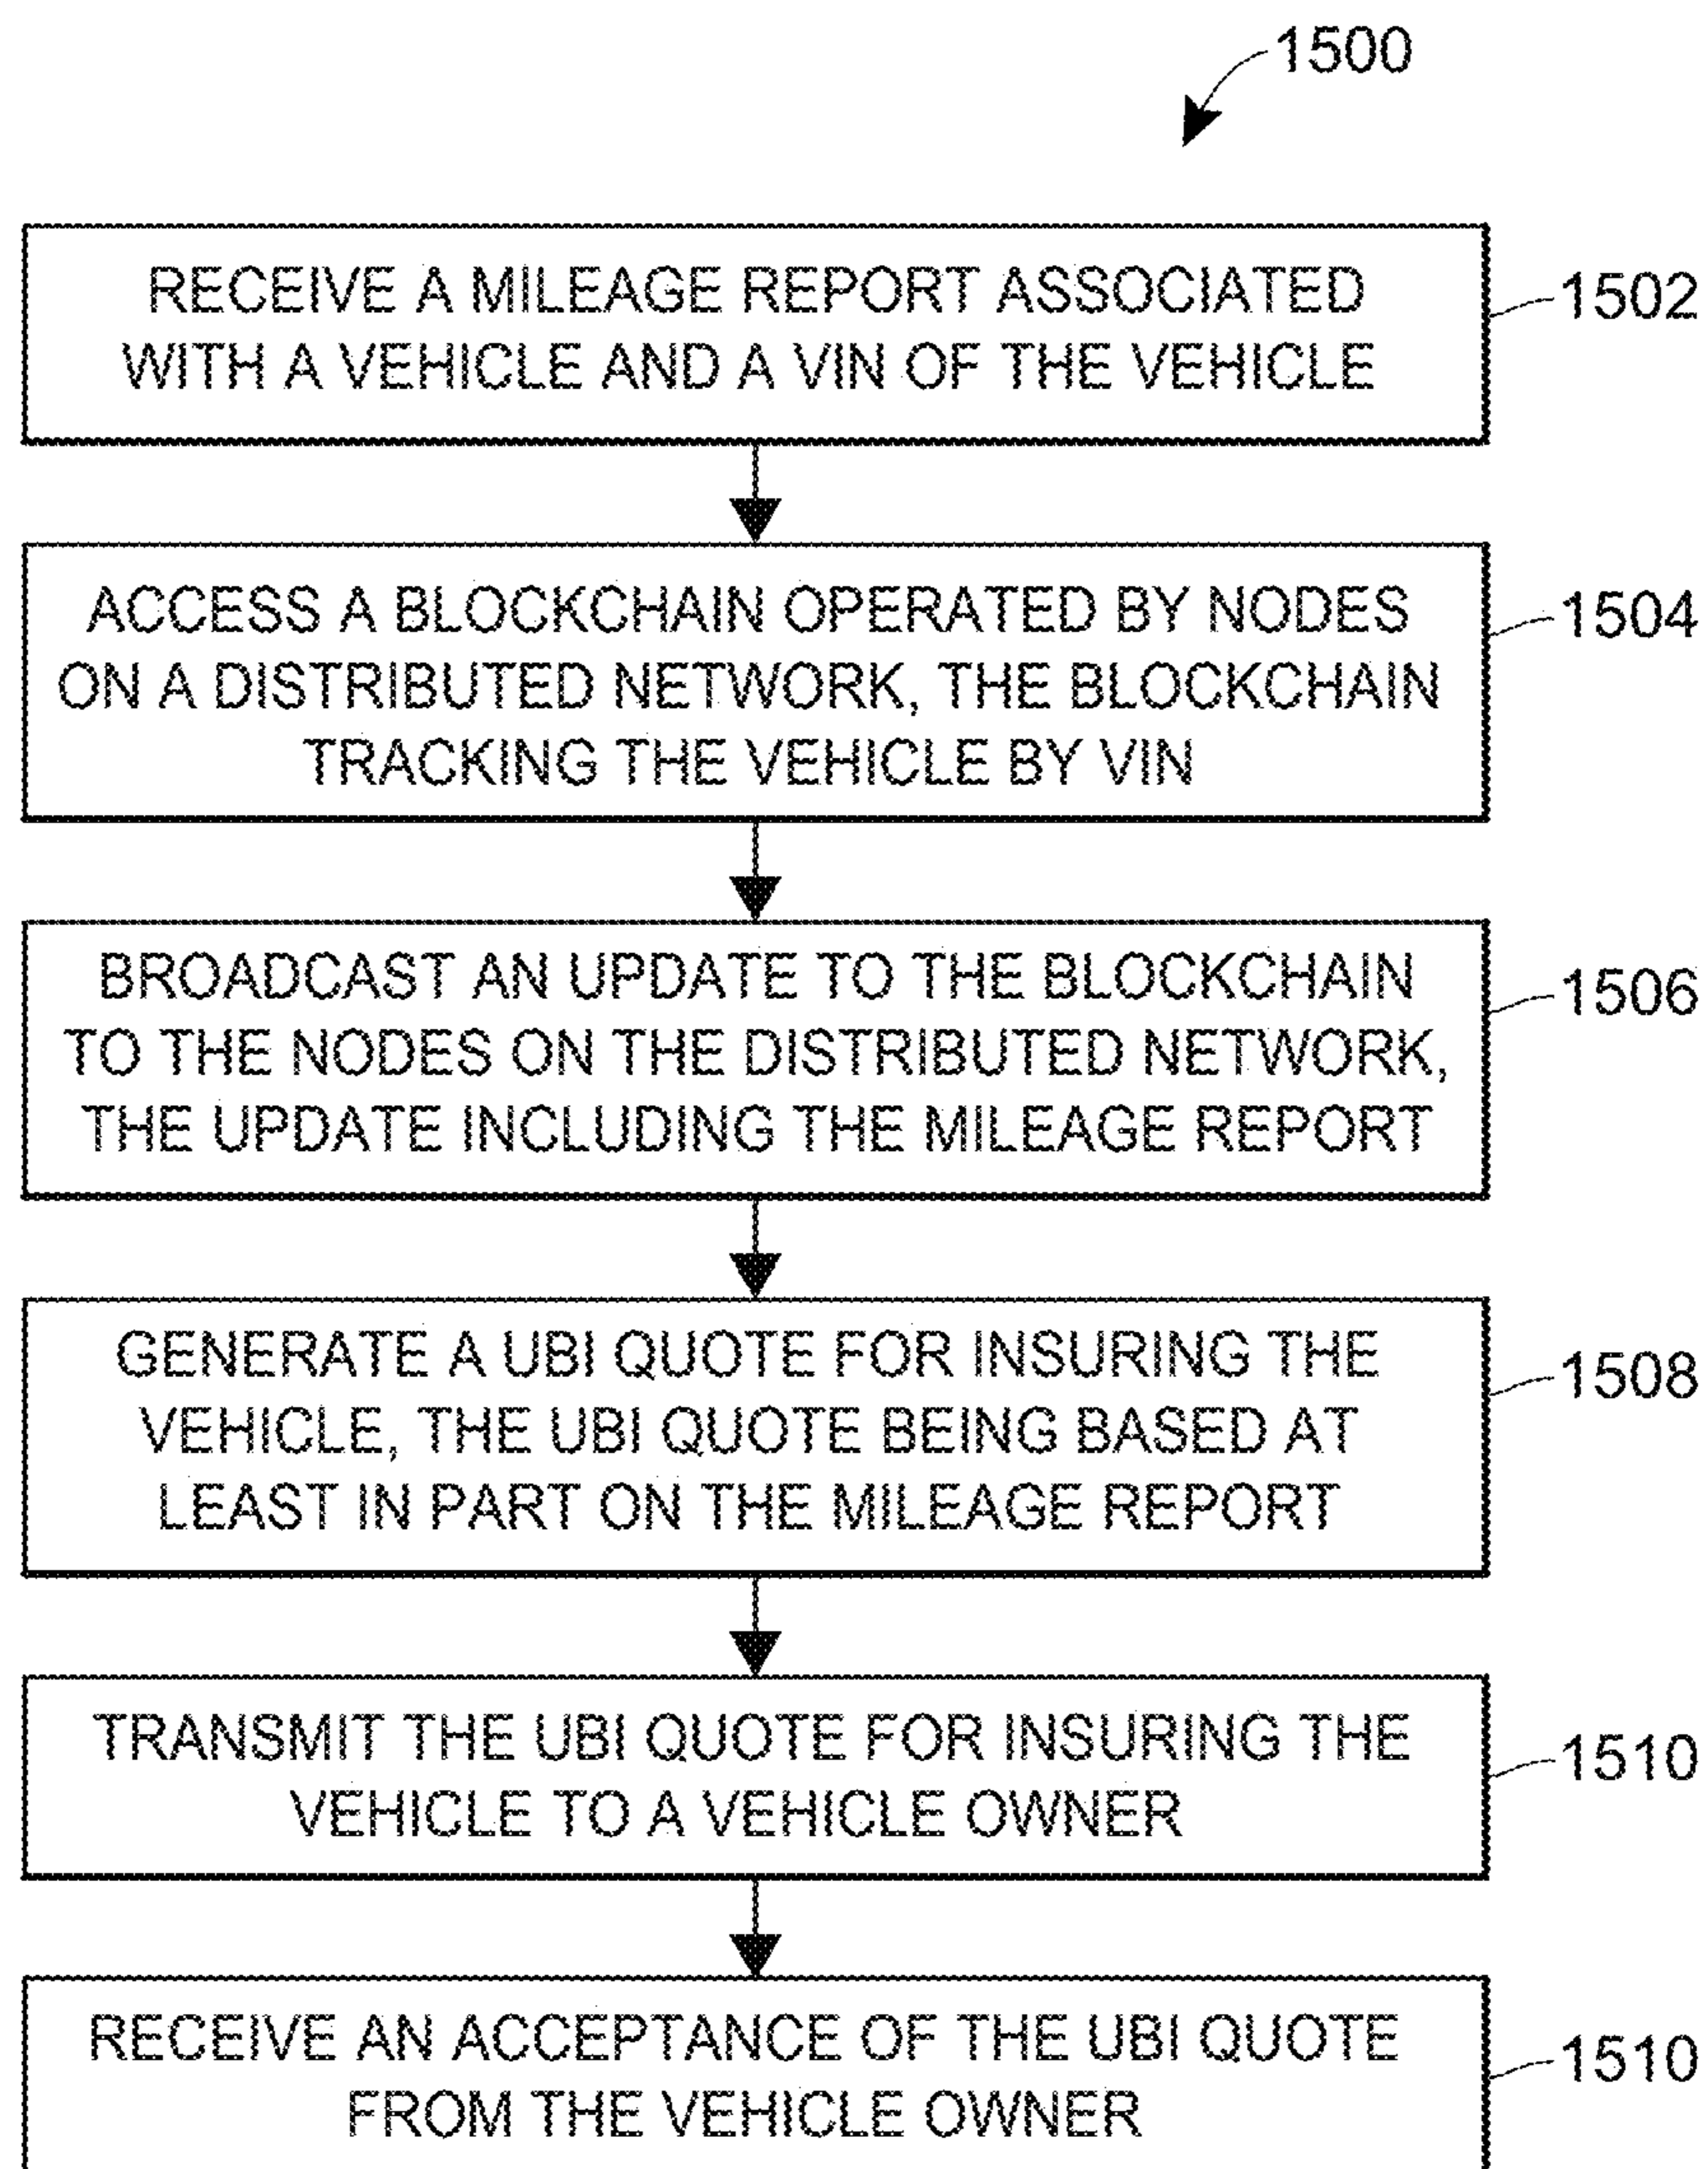 1500
RECEIVE A MILEAGE REPORT ASSOCIATED
WITH A VEHICLE AND A VIN OF THE VEHICLE
1502
ACCESS A BLOCKCHAIN OPERATED BY NODES
ON A DISTRIBUTED NETWORK, THE BLOCKCHAIN
TRACKING THE VEHICLE BY VIN
1504
BROADCAST AN UPDATE TO THE BLOCKCHAIN
TO THE NODES ON THE DISTRIBUTED NETWORK,
THE UPDATE INCLUDING THE MILEAGE REPORT
1506
GENERATE A UBI QUOTE FOR INSURING THE
VEHICLE, THE UBI QUOTE BEING BASED AT
LEAST IN PART ON THE MILEAGE REPORT
1508
TRANSMIT THE UBI QUOTE FOR INSURING THE
VEHICLE TO A VEHICLE OWNER
1510
RECEIVE AN ACCEPTANCE OF THE UBI QUOTE
FROM THE VEHICLE OWNER
1510